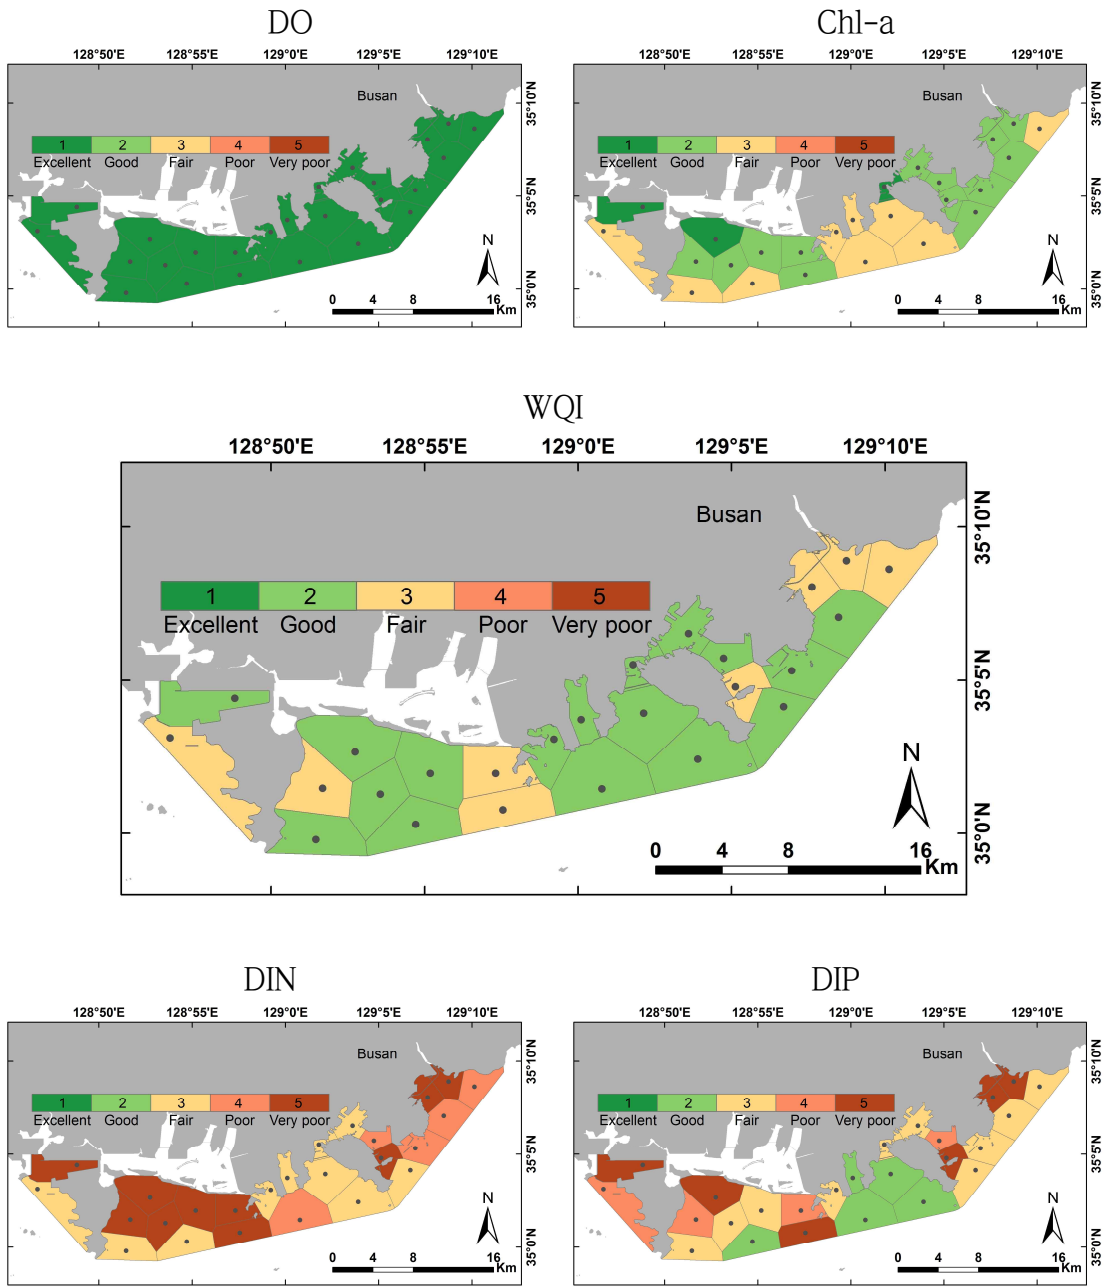 DO
128°50'E 128°55'E 129°0'E 129°5'E 129°10'E
Busan
35°10'N
1 2 3 4 5
Excellent Good Fair Poor Very poor
35°5'N
N
35°0'N
0 4 8 16
Km
Chl-a
128°50'E 128°55'E 129°0'E 129°5'E 129°10'E
Busan
35°10'N
1 2 3 4 5
Excellent Good Fair Poor Very poor
35°5'N
N
35°0'N
0 4 8 16
Km
WQI
128°50'E 128°55'E 129°0'E 129°5'E 129°10'E
Busan
35°10'N
1 2 3 4 5
Excellent Good Fair Poor Very poor
35°5'N
N
35°0'N
0 4 8 16
Km
DIN
128°50'E 128°55'E 129°0'E 129°5'E 129°10'E
Busan
35°10'N
1 2 3 4 5
Excellent Good Fair Poor Very poor
35°5'N
N
35°0'N
0 4 8 16
Km
DIP
128°50'E 128°55'E 129°0'E 129°5'E 129°10'E
Busan
35°10'N
1 2 3 4 5
Excellent Good Fair Poor Very poor
35°5'N
N
35°0'N
0 4 8 16
Km